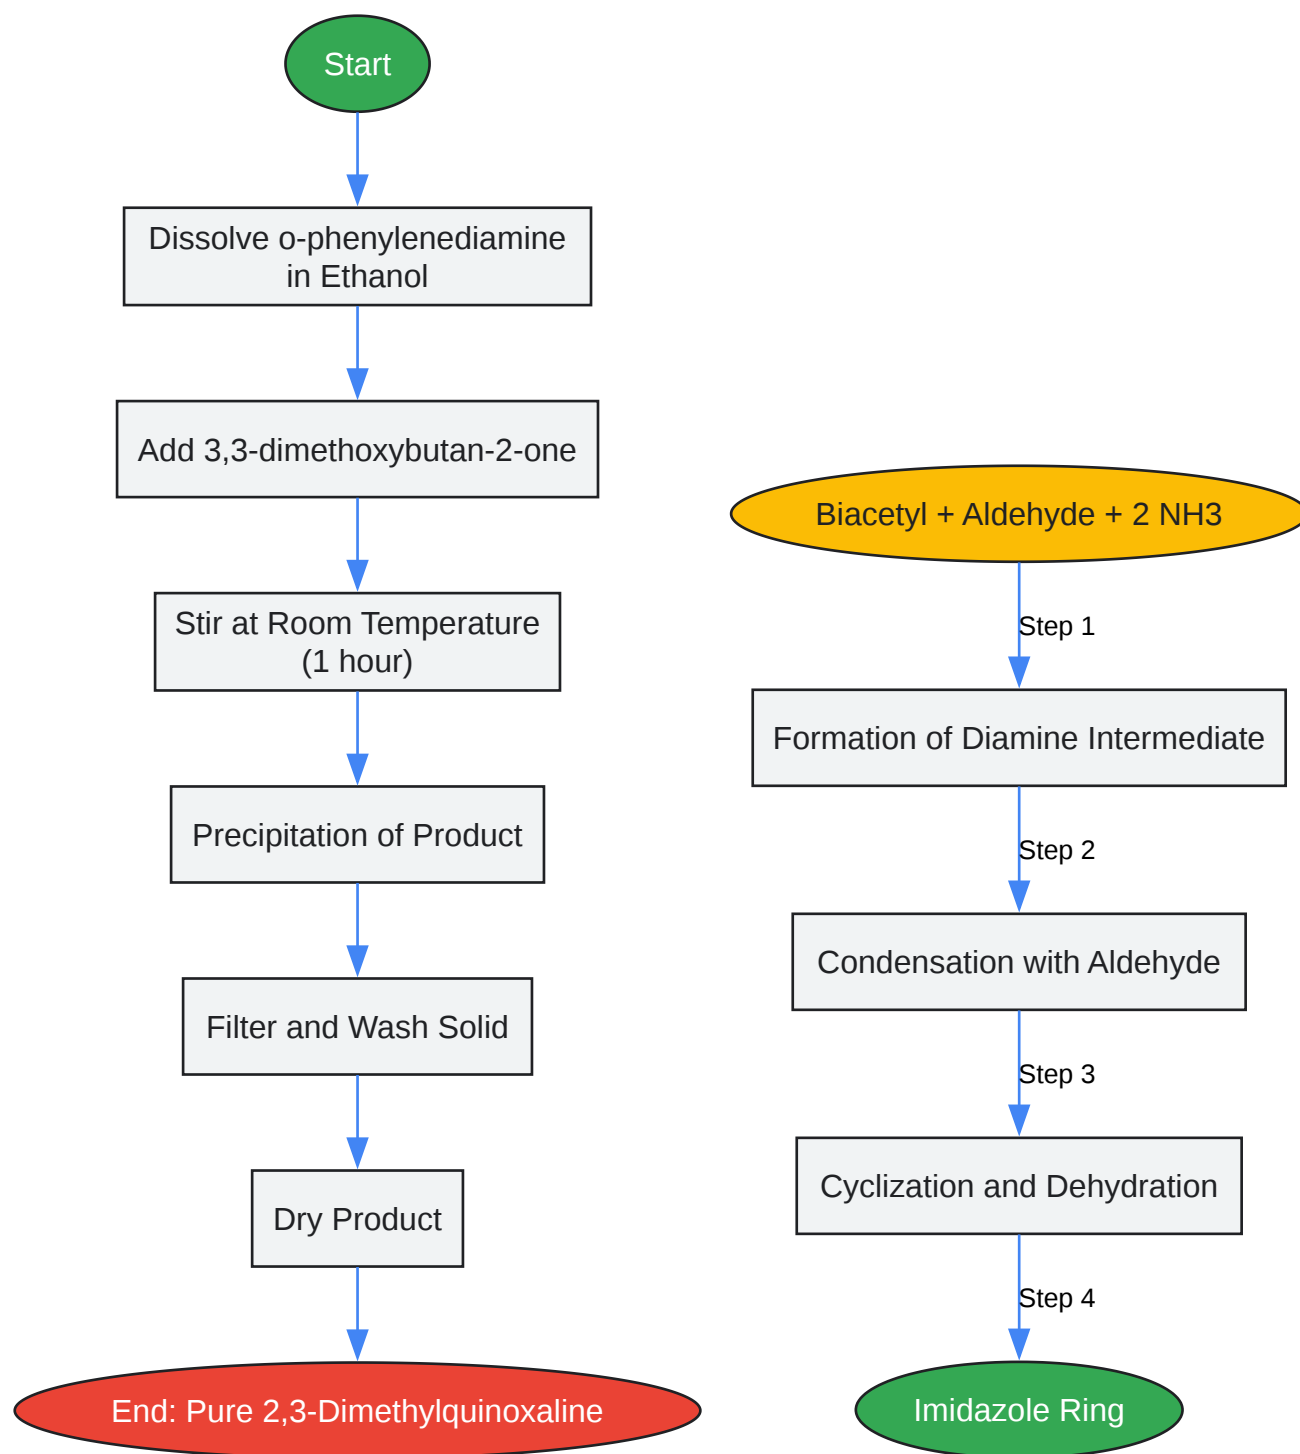 Start
Dissolve o-phenylenediamine
in Ethanol
Add 3,3-dimethoxybutan-2-one
Stir at Room Temperature
(1 hour)
Precipitation of Product
Filter and Wash Solid
Dry Product
End: Pure 2,3-Dimethylquinoxaline
Biacetyl + Aldehyde + 2 NH3
Step 1
Formation of Diamine Intermediate
Step 2
Condensation with Aldehyde
Step 3
Cyclization and Dehydration
Step 4
Imidazole Ring